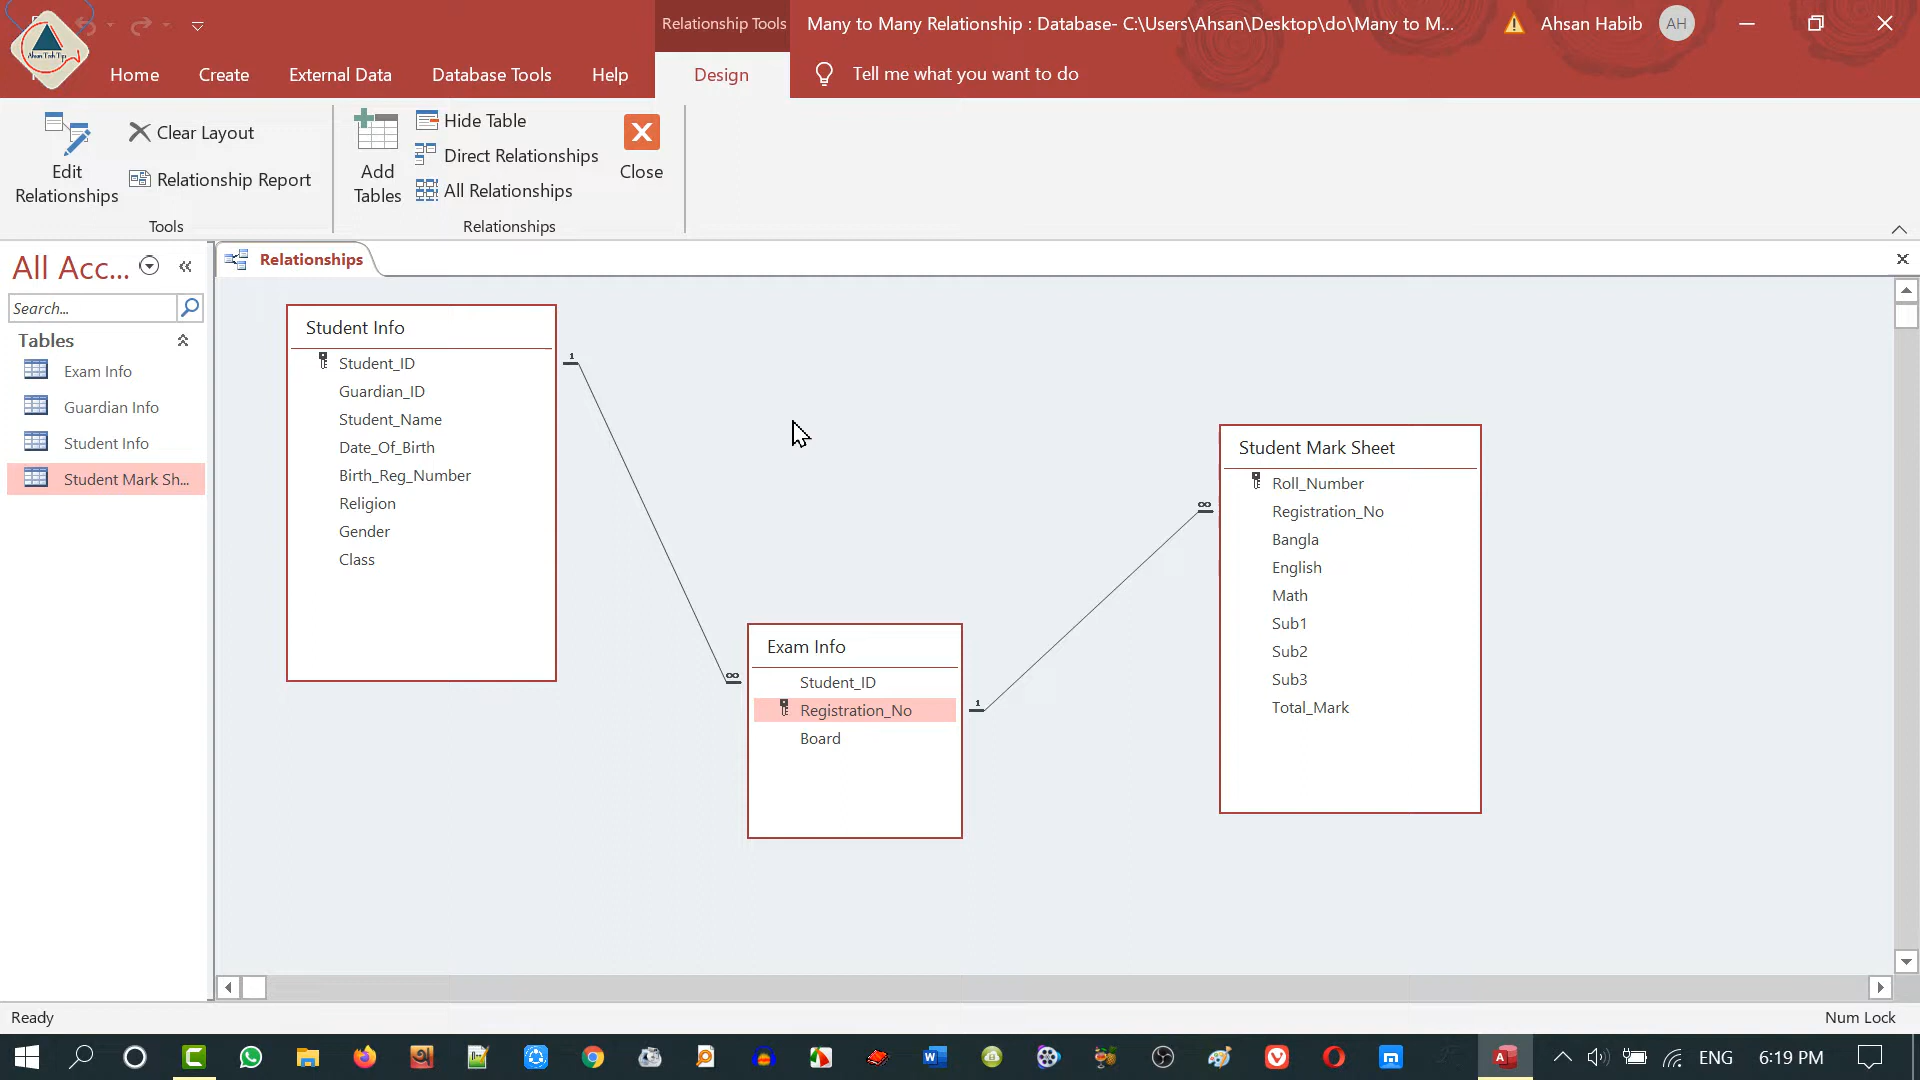 Relationship Tools
Many to Many Relationship : Database- C:\Users\Ahsan\Desktop\do\Many to M...
Ahsan Habib
AH
Ahsan Tech Tips
Home
Create
External Data
Database Tools
Help
Design
Tell me what you want to do
Edit
Relationships
Clear Layout
Relationship Report
Tools
Add
Tables
Hide Table
Direct Relationships
All Relationships
Close
Relationships
All Acc...
Search...
Tables
Exam Info
Guardian Info
Student Info
Student Mark Sh...
Relationships
Student Info
Student_ID
Guardian_ID
Student_Name
Date_Of_Birth
Birth_Reg_Number
Religion
Gender
Class
1
∞
Exam Info
Student_ID
Registration_No
Board
1
∞
Student Mark Sheet
Roll_Number
Registration_No
Bangla
English
Math
Sub1
Sub2
Sub3
Total_Mark
Ready
Num Lock
ENG
6:19 PM